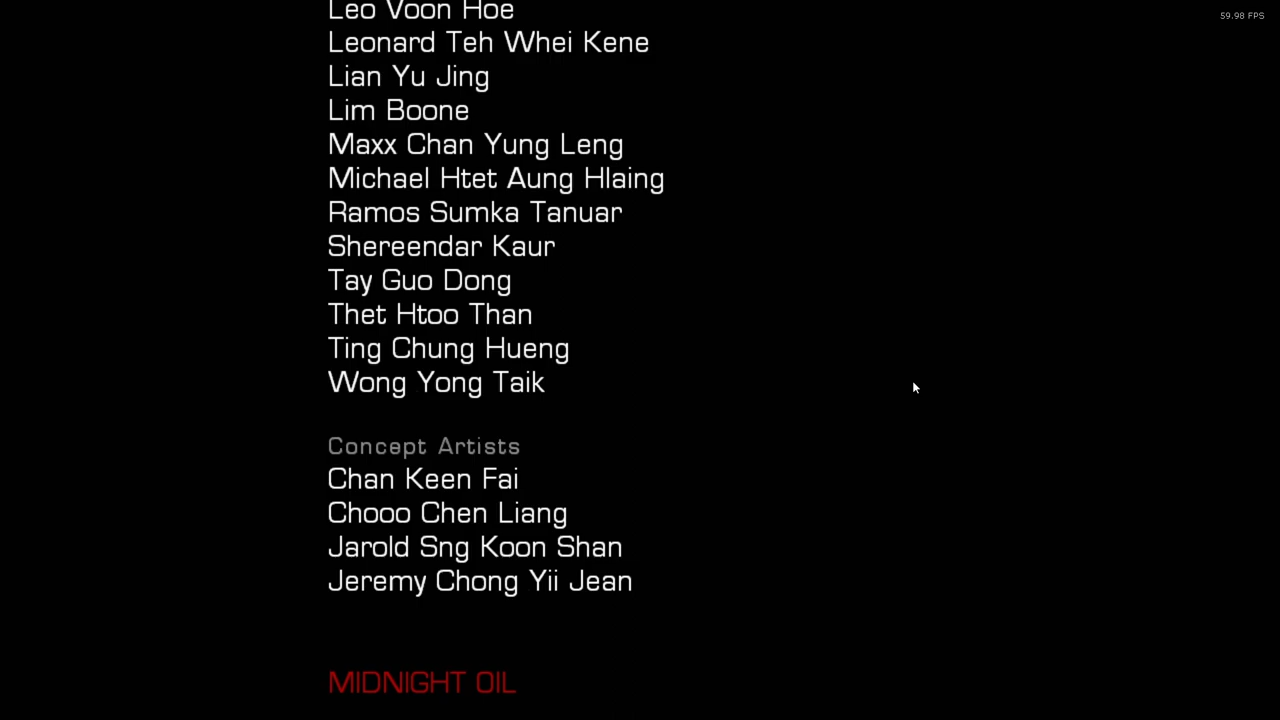 59.98 FPS
Leo Voon Hoe
Leonard Teh Whei Kene
Lian Yu Jing
Lim Boone
Maxx Chan Yung Leng
Michael Htet Aung Hlaing
Ramos Sumka Tanuar
Shereendar Kaur
Tay Guo Dong
Thet Htoo Than
Ting Chung Hueng
Wong Yong Taik
Concept Artists
Chan Keen Fai
Chooo Chen Liang
Jarold Sng Koon Shan
Jeremy Chong Yii Jean
MIDNIGHT OIL